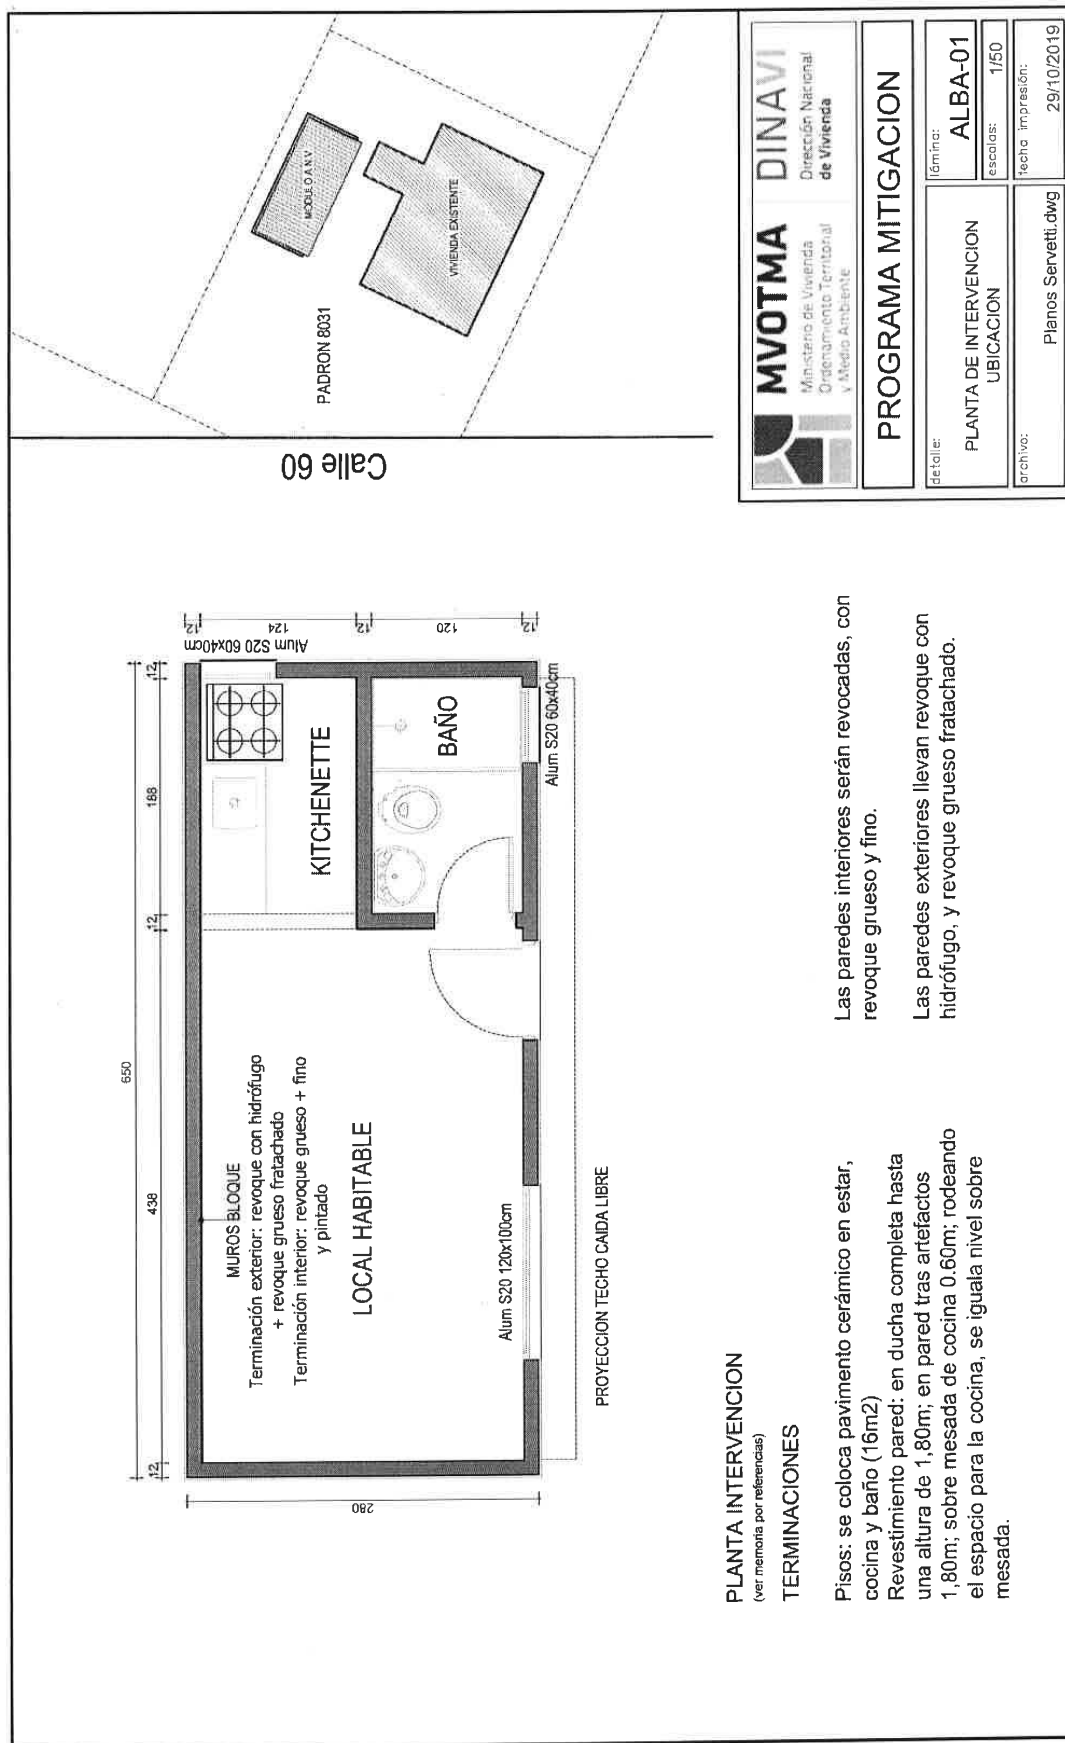 650
12
438
12
188
12
280
12
124
12
120
12
MUROS BLOQUE
Terminación exterior: revoque con hidrófugo
+ revoque grueso fratachado
Terminación interior: revoque grueso + fino
y pintado
LOCAL HABITABLE
KITCHENETTE
BAÑO
Alum S20 60x40cm
Alum S20 60x40cm
Alum S20 120x100cm
PROYECCION TECHO CAIDA LIBRE
Calle 60
PADRON 8031
MODULO A.N.V
VIVIENDA EXISTENTE
PLANTA INTERVENCION
(ver memoria por referencias)
TERMINACIONES
Pisos: se coloca pavimento cerámico en estar,
cocina y baño (16m2)
Revestimiento pared: en ducha completa hasta
una altura de 1,80m; en pared tras artefactos
1,80m; sobre mesada de cocina 0.60m; rodeando
el espacio para la cocina, se iguala nivel sobre
mesada.
Las paredes interiores serán revocadas, con
revoque grueso y fino.
Las paredes exteriores llevan revoque con
hidrófugo, y revoque grueso fratachado.
MVOTMA
Ministerio de Vivienda
Ordenamiento Territorial
y Medio Ambiente
DINAVI
Dirección Nacional
de Vivienda
PROGRAMA MITIGACION
detalle:
PLANTA DE INTERVENCION
UBICACION
lámina:
ALBA-01
escalas:
1/50
archivo:
Planos Servetti.dwg
fecha impresión:
29/10/2019